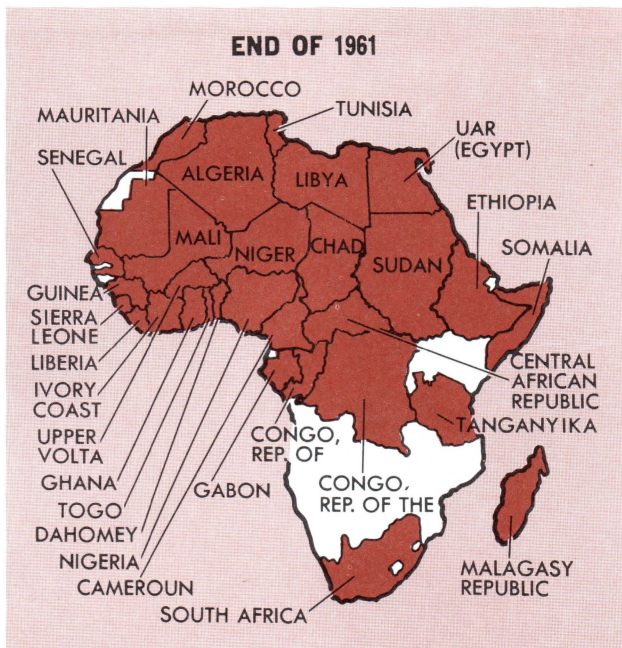 END OF 1961
MOROCCO
MAURITANIA
TUNISIA
UAR
(EGYPT)
SENEGAL
ALGERIA
LIBYA
ETHIOPIA
MALI
NIGER
CHAD
SUDAN
SOMALIA
GUINEA
SIERRA
LEONE
LIBERIA
IVORY
COAST
UPPER
VOLTA
GHANA
TOGO
DAHOMEY
NIGERIA
CAMEROUN
CENTRAL
AFRICAN
REPUBLIC
TANGANYIKA
CONGO,
REP. OF
GABON
CONGO,
REP. OF THE
MALAGASY
REPUBLIC
SOUTH AFRICA